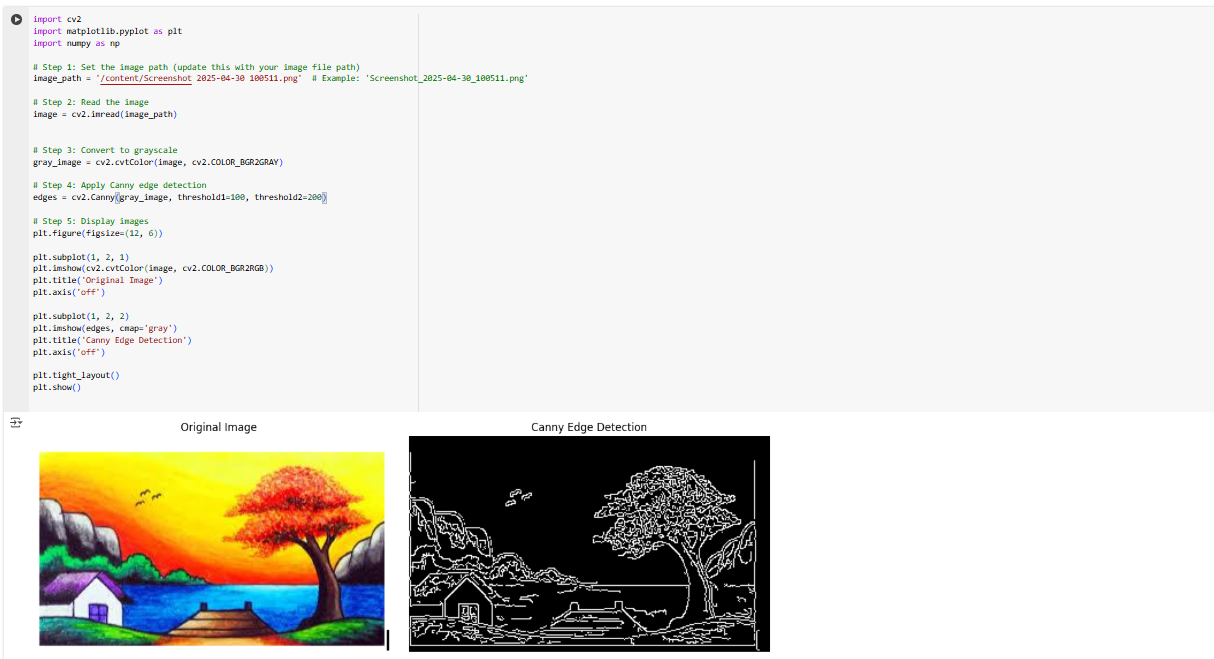 import cv2
import matplotlib.pyplot as plt
import numpy as np
# Step 1: Set the image path (update this with your image file path)
image_path = '/content/Screenshot 2025-04-30 100511.png'  # Example: 'Screenshot_2025-04-30_100511.png'
# Step 2: Read the image
image = cv2.imread(image_path)
# Step 3: Convert to grayscale
gray_image = cv2.cvtColor(image, cv2.COLOR_BGR2GRAY)
# Step 4: Apply Canny edge detection
edges = cv2.Canny(gray_image, threshold1=100, threshold2=200)
# Step 5: Display images
plt.figure(figsize=(12, 6))
plt.subplot(1, 2, 1)
plt.imshow(cv2.cvtColor(image, cv2.COLOR_BGR2RGB))
plt.title('Original Image')
plt.axis('off')
plt.subplot(1, 2, 2)
plt.imshow(edges, cmap='gray')
plt.title('Canny Edge Detection')
plt.axis('off')
plt.tight_layout()
plt.show()
Original Image
Canny Edge Detection